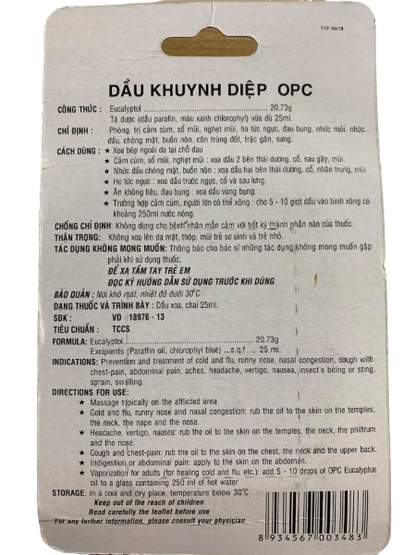 TTP 06/18
DẦU KHUYNH DIỆP OPC
CÔNG THỨC : Eucalyptol ........................................ 20.73g
Tá dược (dầu parafin, màu xanh chlorophyl) vừa đủ 25ml.
CHỈ ĐỊNH : Phòng, trị cảm cúm, sổ mũi, nghẹt mũi, ho tức ngực, đau bụng, nhức mỏi, nhức
đầu, chóng mặt, buồn nôn, côn trùng đốt, trặc gân, sưng.
CÁCH DÙNG : ★ Xoa bóp ngoài da tại chỗ đau
★ Cảm cúm, sổ mũi, nghẹt mũi : xoa dầu 2 bên thái dương, cổ, sau gáy, mũi.
★ Nhức đầu chóng mặt, buồn nôn : xoa dầu hai bên thái dương, cổ, nhân trung, mũi.
★ Ho tức ngực : xoa dầu trước ngực, cổ và sau lưng.
★ Ăn không tiêu, đau bụng : xoa dầu vùng bụng.
★ Trường hợp cảm cúm, người lớn có thể xông : cho 5 - 10 giọt dầu vào bình xông có
khoảng 250ml nước nóng.
CHỐNG CHỈ ĐỊNH: Không dùng cho bệnh nhân mẫn cảm với bất kỳ thành phần nào của thuốc.
THẬN TRỌNG: Không xoa lên da mặt, thóp, mũi trẻ sơ sinh và trẻ nhỏ.
TÁC DỤNG KHÔNG MONG MUỐN: Thông báo cho bác sĩ những tác dụng không mong muốn gặp
phải khi sử dụng thuốc.
ĐỂ XA TẦM TAY TRẺ EM
ĐỌC KỸ HƯỚNG DẪN SỬ DỤNG TRƯỚC KHI DÙNG
BẢO QUẢN : Nơi khô mát, nhiệt độ dưới 30°C
DẠNG THUỐC VÀ TRÌNH BÀY : Dầu xoa, chai 25ml.
SĐK : VD - 18976 - 13
TIÊU CHUẨN : TCCS
FORMULA: Eucalyptol ........................................ 20.73g
Excipients (Paraffin oil, chlorophyl blue) ...s.q.f ... 25 ml.
INDICATIONS: Prevention and treatment of cold and flu, runny nose, nasal congestion, cough with
chest-pain, abdominal pain, aches, headache, vertigo, nausea, insect's biting or sting,
sprain, swelling.
DIRECTIONS FOR USE:
★ Massage typically on the afflicted area.
★ Cold and flu, runny nose and nasal congestion: rub the oil to the skin on the temples,
the neck, the nape and the nose.
★ Headache, vertigo, nausea: rub the oil to the skin on the temples, the neck, the philtrum
and the nose.
★ Cough and chest-pain: rub the oil to the skin on the chest, the neck and the upper back.
★ Indigestion or abdominal pain: apply to the skin on the abdomen.
★ Vaporization for adults (for healing cold and flu, etc.): add 5 - 10 drops of OPC Eucalyptus
oil to a glass containing 250 ml of hot water
STORAGE: in a cool and dry place, temperature below 30°C
Keep out of the reach of children
Read carefully the leaflet before use
For any further information, please consult your physician
8 934567 003483